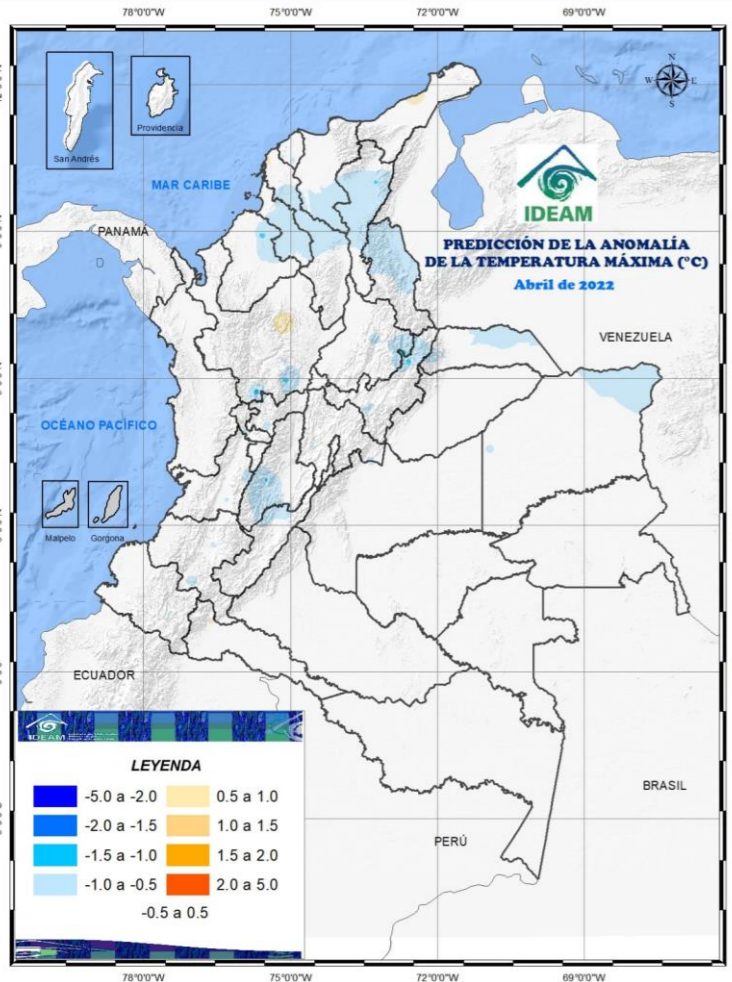 78°0'0"W 75°0'0"W 72°0'0"W 69°0'0"W
N
W E
S
San Andrés
Providencia
MAR CARIBE
IDEAM
PANAMÁ
PREDICCIÓN DE LA ANOMALÍA
DE LA TEMPERATURA MÁXIMA (°C)
Abril de 2022
VENEZUELA
OCÉANO PACÍFICO
Malpelo
Gorgona
ECUADOR
IDEAM
LEYENDA
-5.0 a -2.0 0.5 a 1.0
-2.0 a -1.5 1.0 a 1.5
-1.5 a -1.0 1.5 a 2.0
-1.0 a -0.5 2.0 a 5.0
-0.5 a 0.5
BRASIL
PERÚ
78°0'0"W 75°0'0"W 72°0'0"W 69°0'0"W